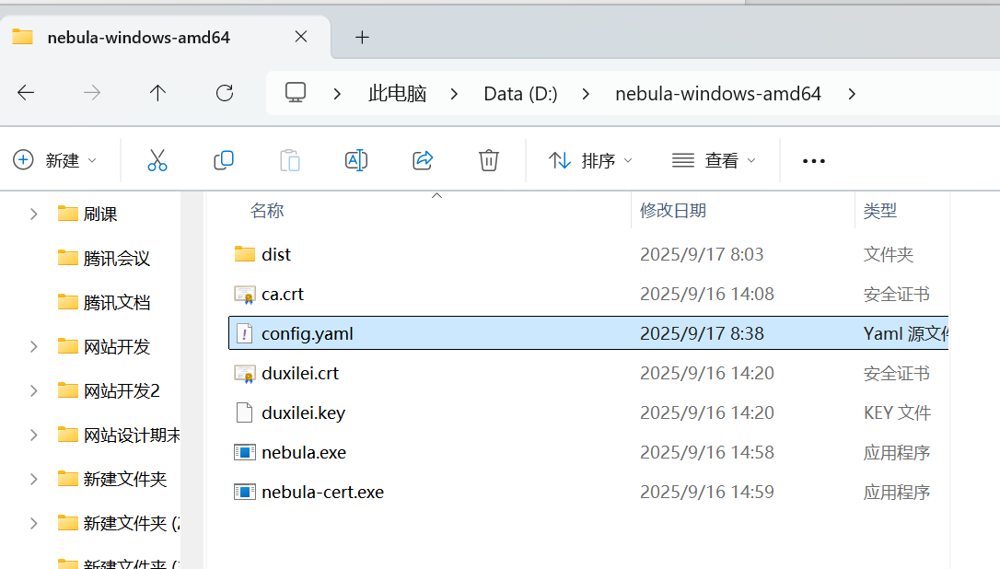 nebula-windows-amd64
此电脑 Data (D:) nebula-windows-amd64
新建 排序 查看
名称 修改日期 类型
刷课
腾讯会议
腾讯文档
网站开发
网站开发2
网站设计期末
新建文件夹
新建文件夹 (2
新建文件夹 (
dist 2025/9/17 8:03 文件夹
ca.crt 2025/9/16 14:08 安全证书
config.yaml 2025/9/17 8:38 Yaml 源文件
duxilei.crt 2025/9/16 14:20 安全证书
duxilei.key 2025/9/16 14:20 KEY 文件
nebula.exe 2025/9/16 14:58 应用程序
nebula-cert.exe 2025/9/16 14:59 应用程序